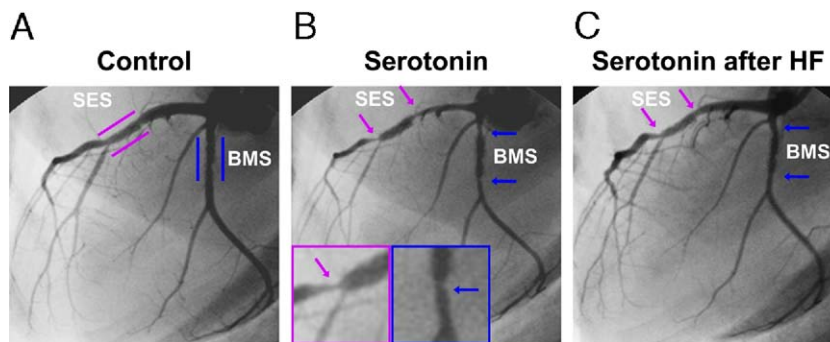 A
Control
SES
BMS
B
Serotonin
SES
BMS
C
Serotonin after HF
SES
BMS